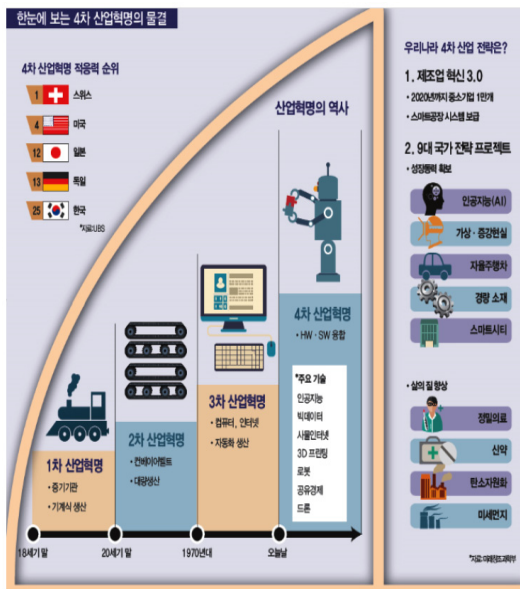 한눈에 보는 4차 산업혁명의 물결
4차 산업혁명 적응력 순위
1 스위스
4 미국
12 일본
13 독일
25 한국
*자료:UBS
산업혁명의 역사
1차 산업혁명
• 증기기관
• 기계식 생산
2차 산업혁명
• 컨베이어벨트
• 대량생산
3차 산업혁명
• 컴퓨터, 인터넷
• 자동화 생산
4차 산업혁명
• HW · SW 융합
*주요 기술
인공지능
빅데이터
사물인터넷
3D 프린팅
로봇
공유경제
드론
18세기 말
20세기 말
1970년대
오늘날
우리나라 4차 산업 전략은?
1. 제조업 혁신 3.0
• 2020년까지 중소기업 1만개
• 스마트공장 시스템 보급
2. 9대 국가 전략 프로젝트
• 성장동력 확보
인공지능(AI)
가상 · 증강현실
자율주행차
경량 소재
스마트시티
• 삶의 질 향상
정밀의료
신약
탄소자원화
미세먼지
*자료:미래창조과학부